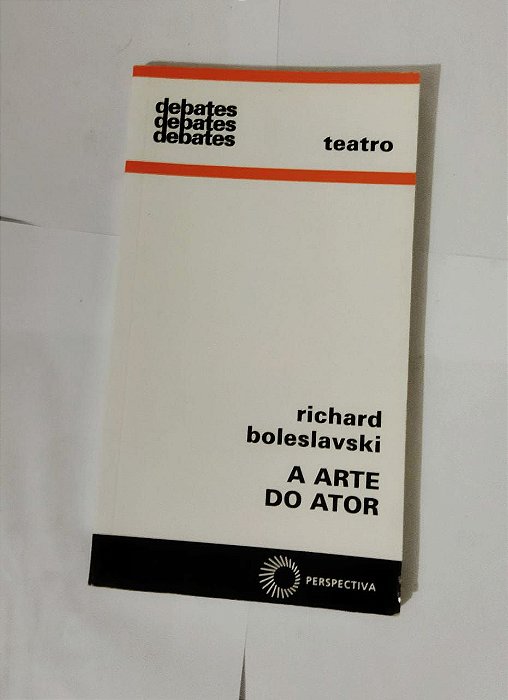 debates
debates
debates
teatro
richard
boleslavski
A ARTE
DO ATOR
PERSPECTIVA